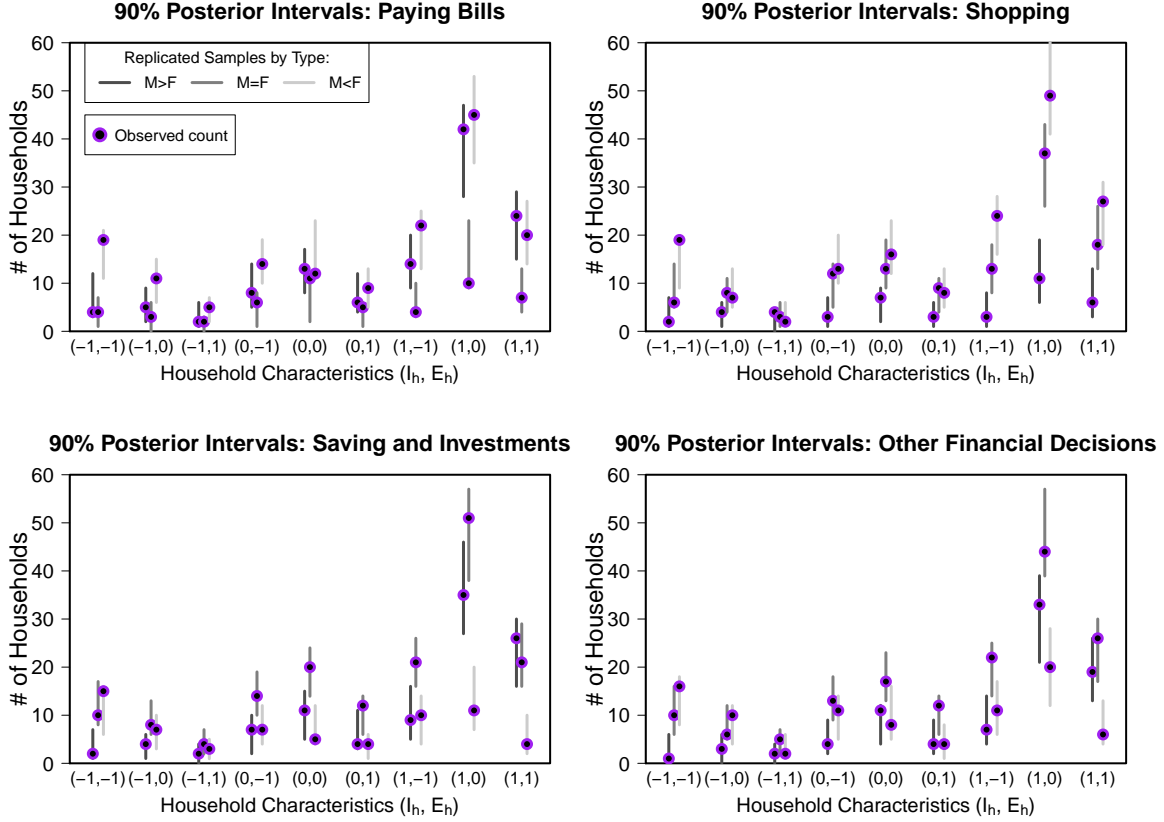 90% Posterior Intervals: Paying Bills
# of Households
60
50
40
30
20
10
0
Replicated Samples by Type:
M>F M=F M<F
Observed count
(−1,−1) (−1,0) (−1,1) (0,−1) (0,0) (0,1) (1,−1) (1,0) (1,1)
Household Characteristics (Iₕ, Eₕ)
90% Posterior Intervals: Shopping
# of Households
60
50
40
30
20
10
0
(−1,−1) (−1,0) (−1,1) (0,−1) (0,0) (0,1) (1,−1) (1,0) (1,1)
Household Characteristics (Iₕ, Eₕ)
90% Posterior Intervals: Saving and Investments
# of Households
60
50
40
30
20
10
0
(−1,−1) (−1,0) (−1,1) (0,−1) (0,0) (0,1) (1,−1) (1,0) (1,1)
Household Characteristics (Iₕ, Eₕ)
90% Posterior Intervals: Other Financial Decisions
# of Households
60
50
40
30
20
10
0
(−1,−1) (−1,0) (−1,1) (0,−1) (0,0) (0,1) (1,−1) (1,0) (1,1)
Household Characteristics (Iₕ, Eₕ)